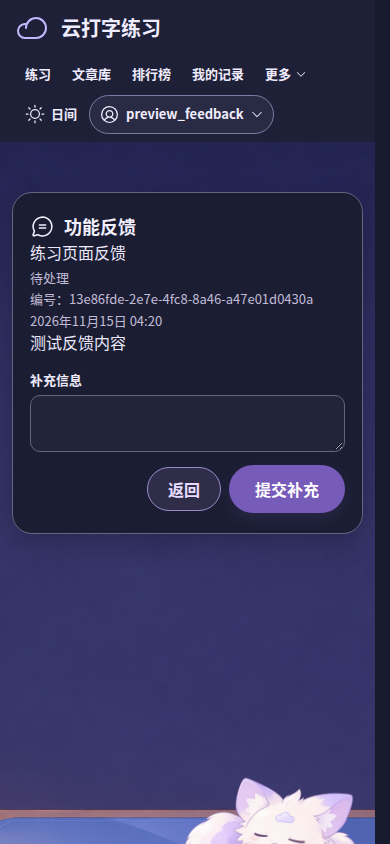 云打字练习
练习 文章库 排行榜 我的记录 更多
日间 preview_feedback
功能反馈
练习页面反馈
待处理
编号：13e86fde-2e7e-4fc8-8a46-a47e01d0430a
2026年11月15日 04:20
测试反馈内容
补充信息
返回 提交补充